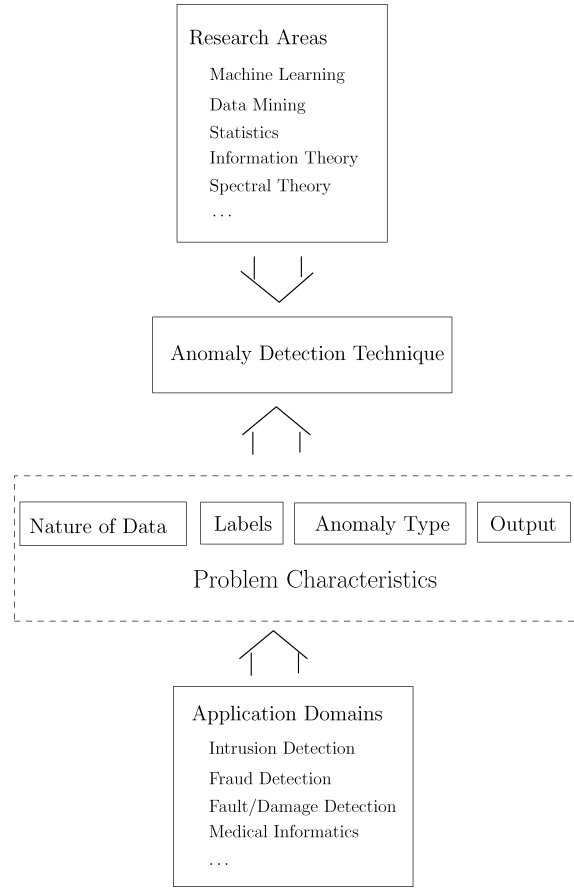 Research Areas
Machine Learning
Data Mining
Statistics
Information Theory
Spectral Theory
...
Anomaly Detection Technique
Nature of Data
Labels
Anomaly Type
Output
Problem Characteristics
Application Domains
Intrusion Detection
Fraud Detection
Fault/Damage Detection
Medical Informatics
...